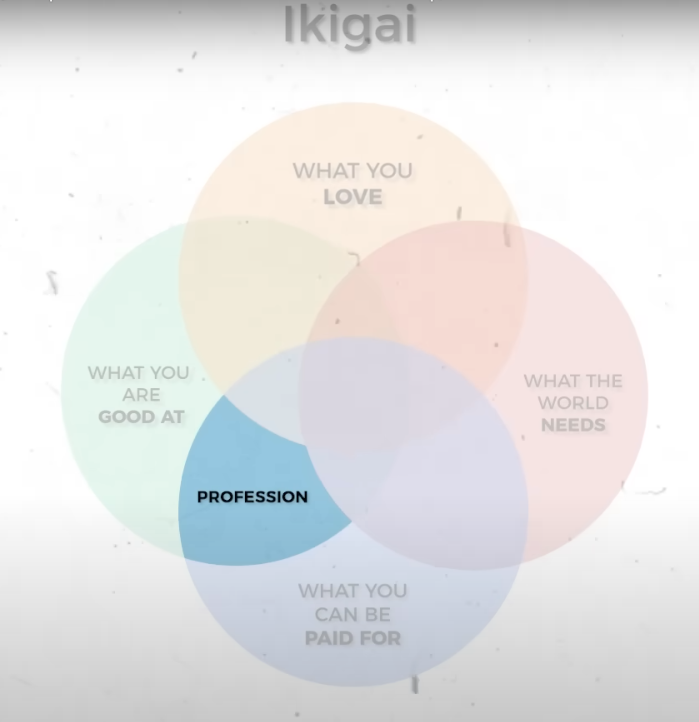 Ikigai
WHAT YOU
LOVE
WHAT YOU
ARE
GOOD AT
WHAT THE
WORLD
NEEDS
PROFESSION
WHAT YOU
CAN BE
PAID FOR